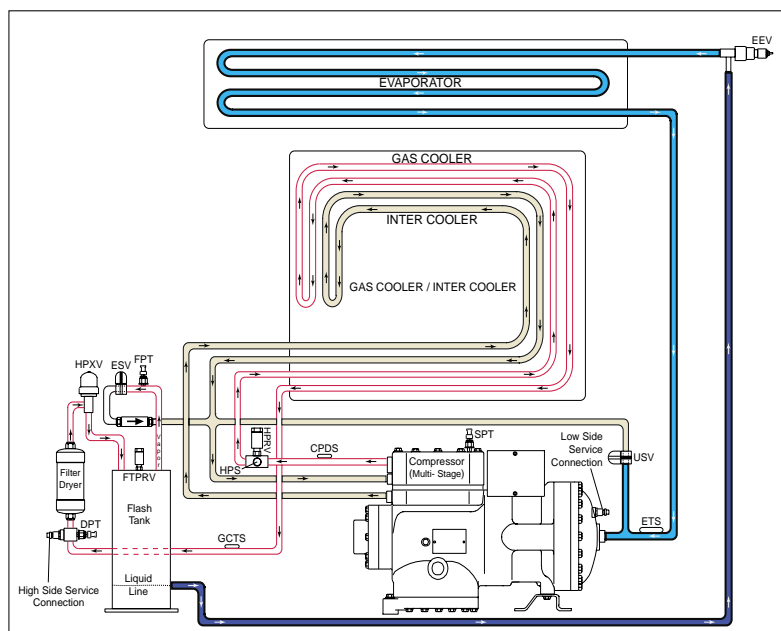 EEV
EVAPORATOR
GAS COOLER
INTER COOLER
GAS COOLER / INTER COOLER
FPT
ESV
HPXV
HPRV
SPT
Low Side
Service
Connection
CPDS
Compressor
(Multi- Stage)
USV
HPS
Vapor
FTPRV
Filter
Dryer
Flash
Tank
DPT
GCTS
ETS
High Side Service
Connection
Liquid
Line